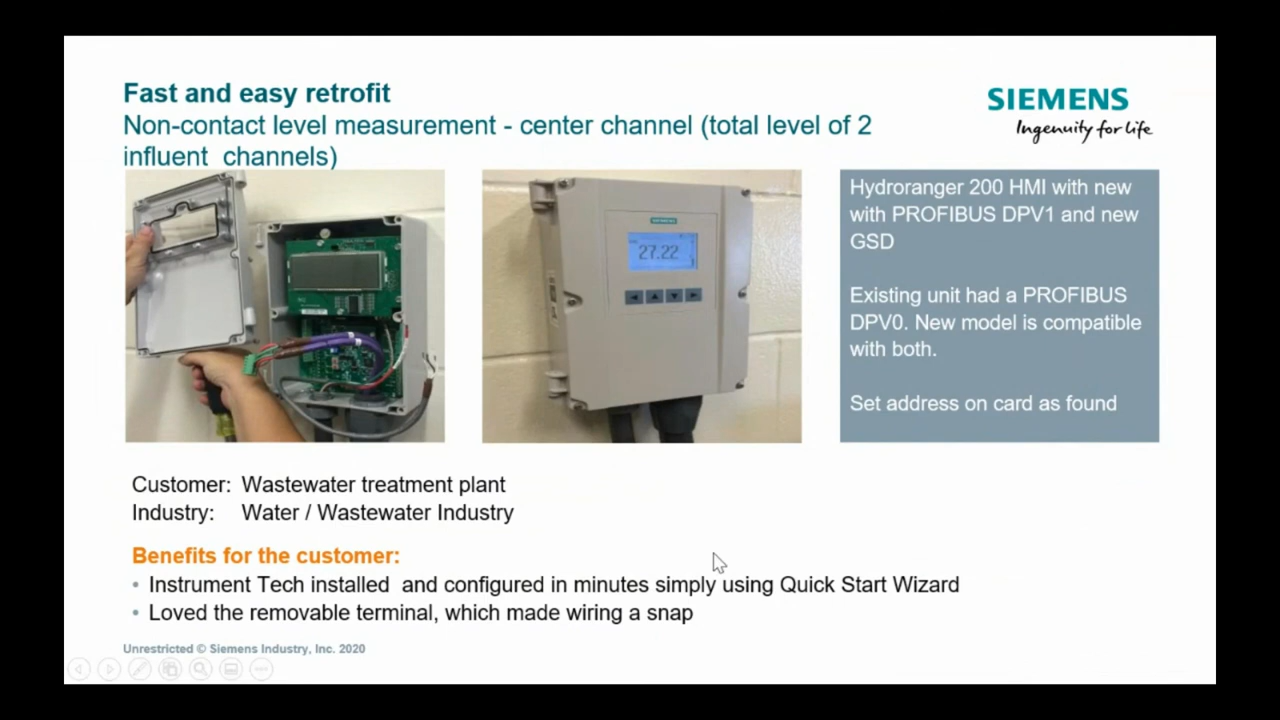 Fast and easy retrofit
Non-contact level measurement - center channel (total level of 2
influent channels)
SIEMENS
Ingenuity for life
SIEMENS
27.22
Hydroranger 200 HMI with new
with PROFIBUS DPV1 and new
GSD
Existing unit had a PROFIBUS
DPV0. New model is compatible
with both.
Set address on card as found
Customer: Wastewater treatment plant
Industry: Water / Wastewater Industry
Benefits for the customer:
• Instrument Tech installed and configured in minutes simply using Quick Start Wizard
• Loved the removable terminal, which made wiring a snap
Unrestricted © Siemens Industry, Inc. 2020